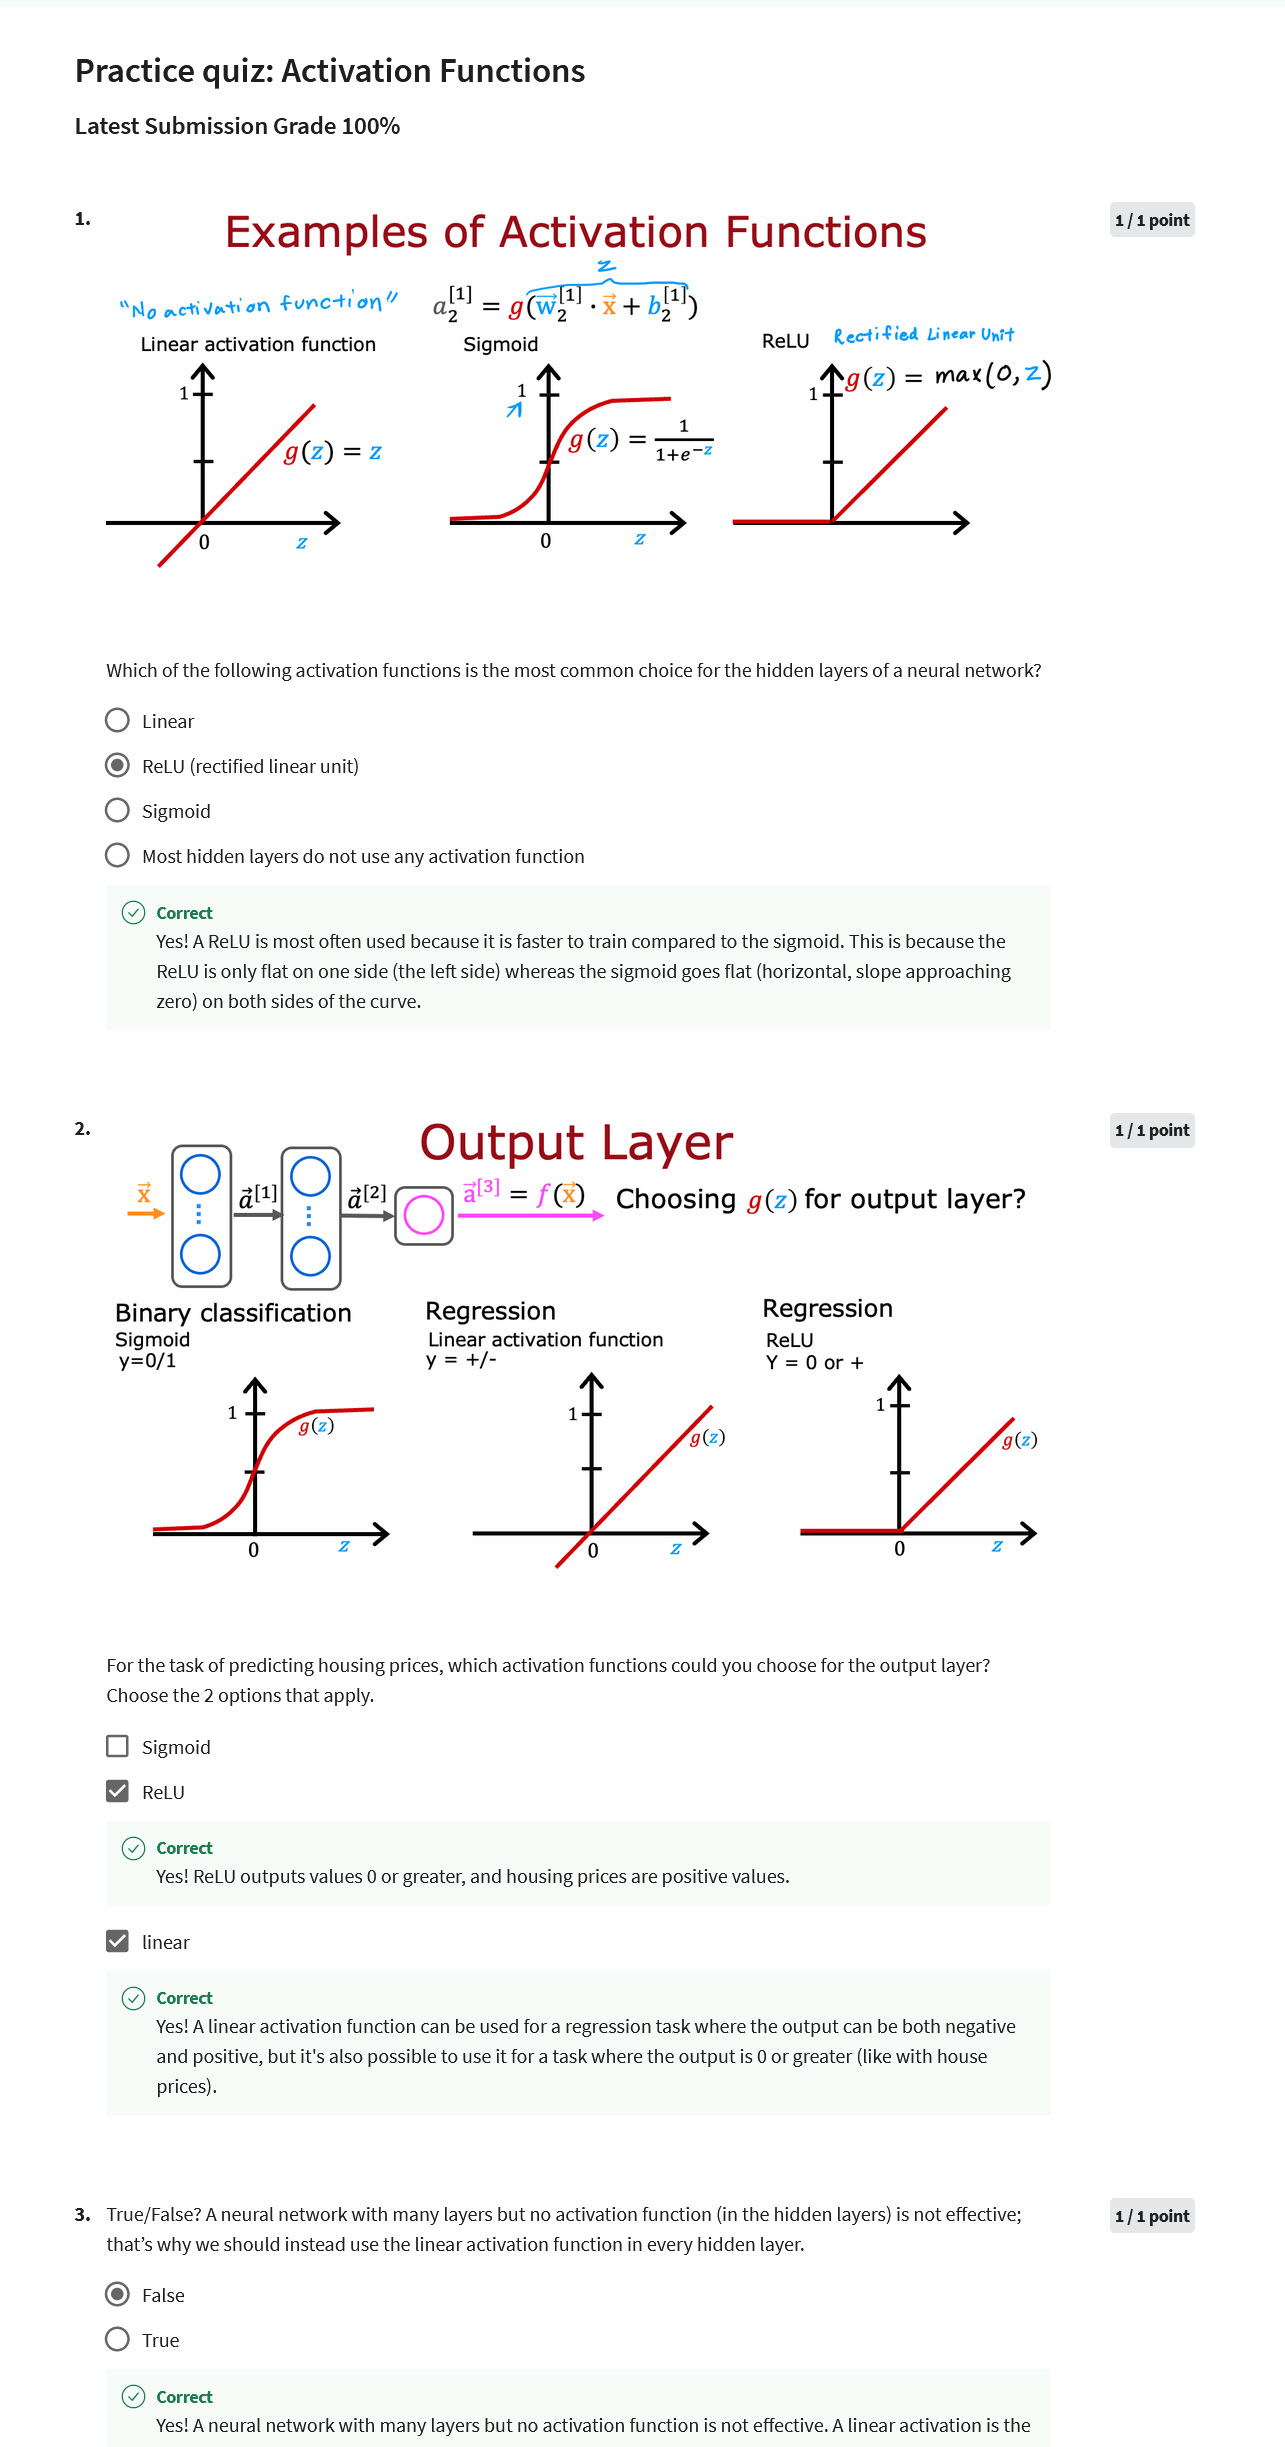 Practice quiz: Activation Functions
Latest Submission Grade 100%
1.
1 / 1 point
Examples of Activation Functions
z
"No activation function"
a₂^[1] = g(w⃗₂^[1] · x⃗ + b₂^[1])
Linear activation function
Sigmoid
ReLU Rectified Linear Unit
1
g(z) = z
0
z
1
g(z) = 1/(1+e^−z)
0
z
1
g(z) = max(0, z)
Which of the following activation functions is the most common choice for the hidden layers of a neural network?
Linear
ReLU (rectified linear unit)
Sigmoid
Most hidden layers do not use any activation function
Correct
Yes! A ReLU is most often used because it is faster to train compared to the sigmoid. This is because the
ReLU is only flat on one side (the left side) whereas the sigmoid goes flat (horizontal, slope approaching
zero) on both sides of the curve.
2.
1 / 1 point
Output Layer
x⃗
a⃗^[1]
a⃗^[2]
a⃗^[3] = f(x⃗) Choosing g(z) for output layer?
Binary classification
Sigmoid
y=0/1
1
g(z)
0
z
Regression
Linear activation function
y = +/-
1
g(z)
0
z
Regression
ReLU
Y = 0 or +
1
g(z)
0
z
For the task of predicting housing prices, which activation functions could you choose for the output layer?
Choose the 2 options that apply.
Sigmoid
ReLU
Correct
Yes! ReLU outputs values 0 or greater, and housing prices are positive values.
linear
Correct
Yes! A linear activation function can be used for a regression task where the output can be both negative
and positive, but it's also possible to use it for a task where the output is 0 or greater (like with house
prices).
3.
1 / 1 point
True/False? A neural network with many layers but no activation function (in the hidden layers) is not effective;
that’s why we should instead use the linear activation function in every hidden layer.
False
True
Correct
Yes! A neural network with many layers but no activation function is not effective. A linear activation is the